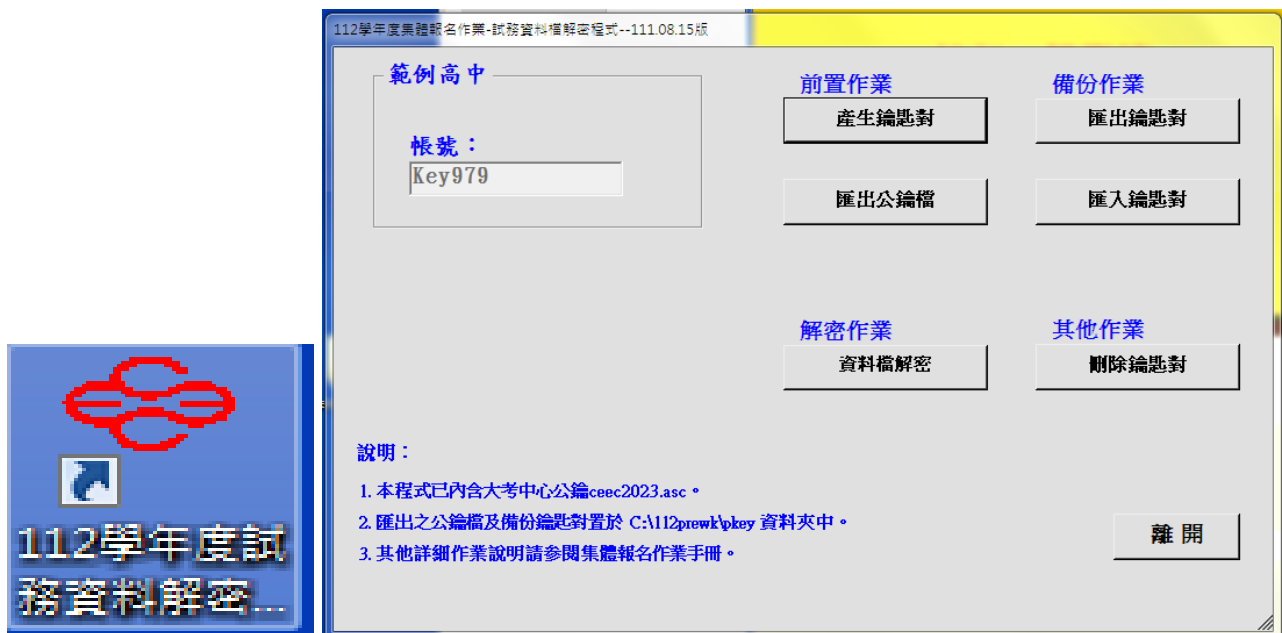 112學年度試
務資料解密...
112學年度集體報名作業-試務資料檔解密程式--111.08.15版
範例高中
帳號：
Key979
前置作業
產生鑰匙對
匯出公鑰檔
備份作業
匯出鑰匙對
匯入鑰匙對
解密作業
資料檔解密
其他作業
刪除鑰匙對
說明：
1. 本程式已內含大考中心公鑰ceec2023.asc。
2. 匯出之公鑰檔及備份鑰匙對置於 C:\112prewk\pkey 資料夾中。
3. 其他詳細作業說明請參閱集體報名作業手冊。
離開